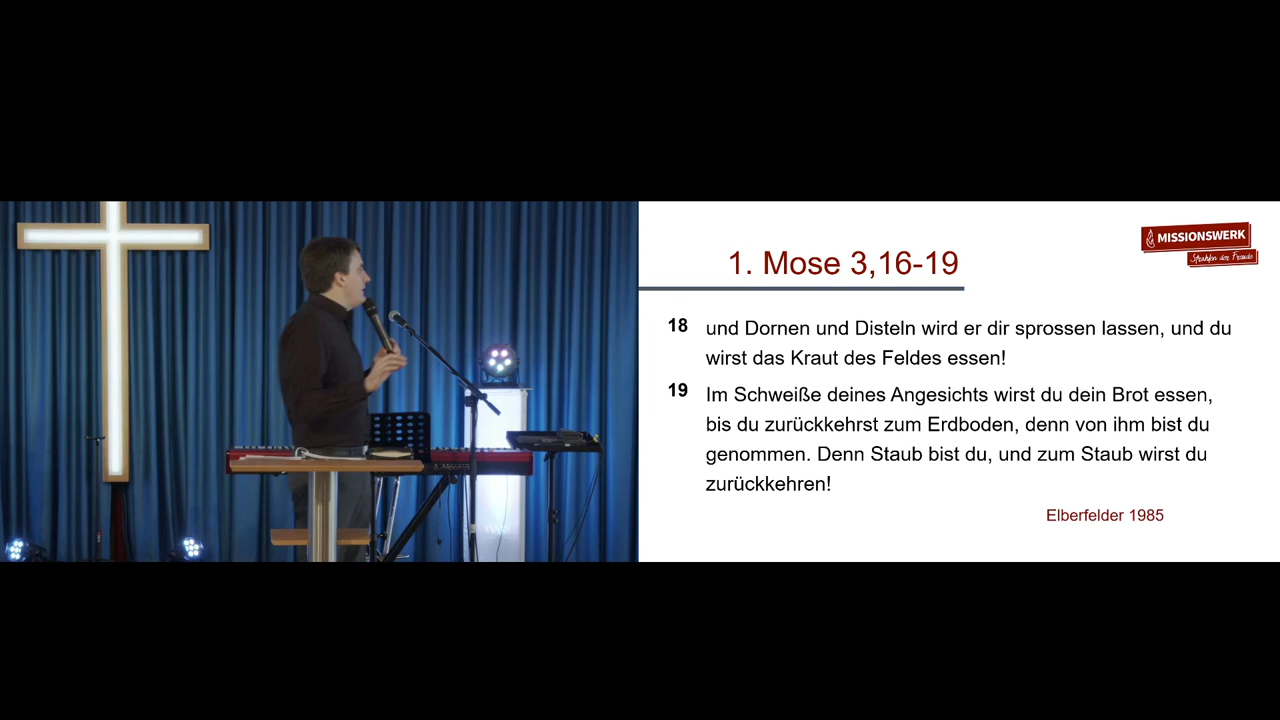 MISSIONSWERK
Strahlen der Freude
1. Mose 3,16-19
18 und Dornen und Disteln wird er dir sprossen lassen, und du
wirst das Kraut des Feldes essen!
19 Im Schweiße deines Angesichts wirst du dein Brot essen,
bis du zurückkehrst zum Erdboden, denn von ihm bist du
genommen. Denn Staub bist du, und zum Staub wirst du
zurückkehren!
Elberfelder 1985